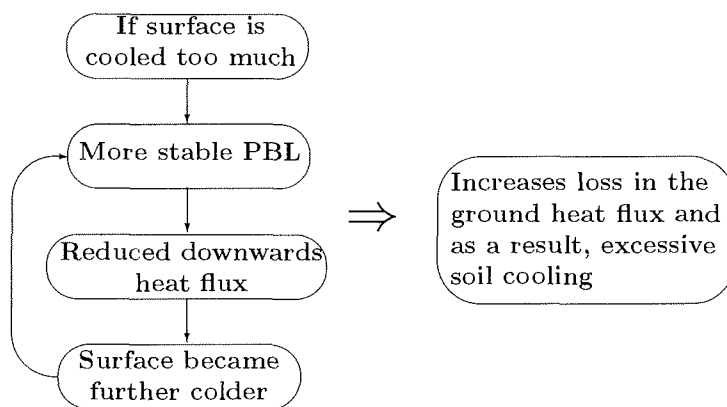 If surface is
cooled too much
More stable PBL
Reduced downwards
heat flux
Surface became
further colder
⇒
Increases loss in the
ground heat flux and
as a result, excessive
soil cooling